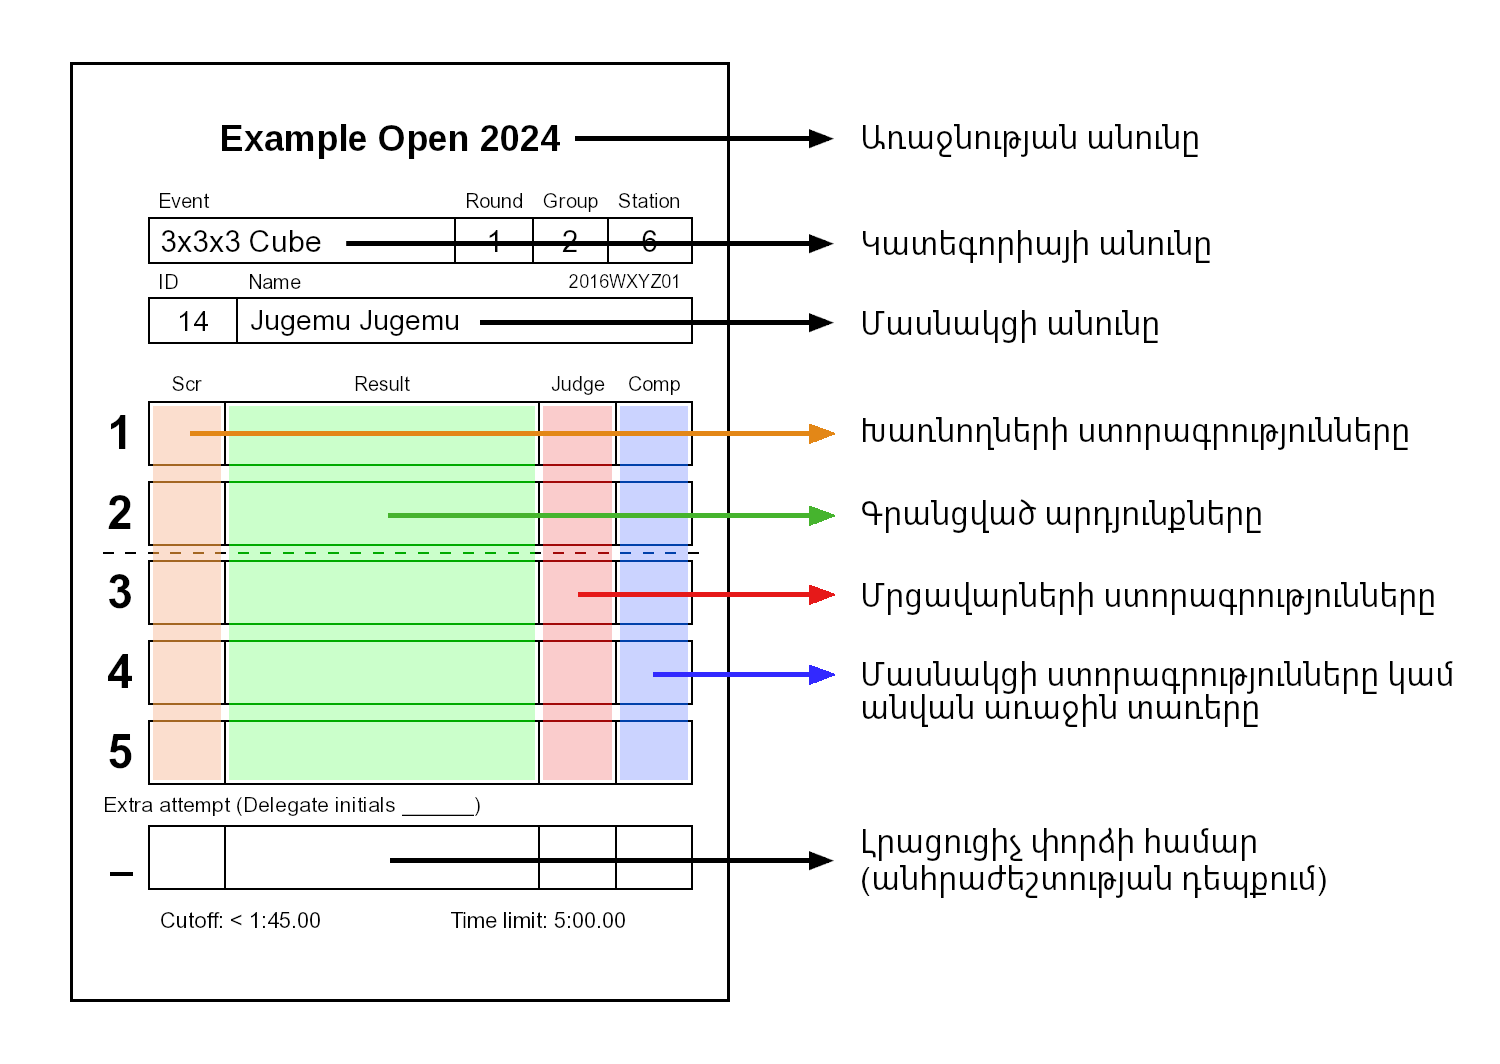 Example Open 2024
Առաջնության անունը
Event Round Group Station
3x3x3 Cube 1 2 6
Կատեգորիայի անունը
ID Name 2016WXYZ01
14 Jugemu Jugemu
Մասնակցի անունը
Scr Result Judge Comp
1
Խառնողների ստորագրությունները
2
Գրանցված արդյունքները
3
Մրցավարների ստորագրությունները
4
Մասնակցի ստորագրությունները կամ
անվան առաջին տառերը
5
Extra attempt (Delegate initials ______)
_
Լրացուցիչ փորձի համար
(անհրաժեշտության դեպքում)
Cutoff: < 1:45.00 Time limit: 5:00.00